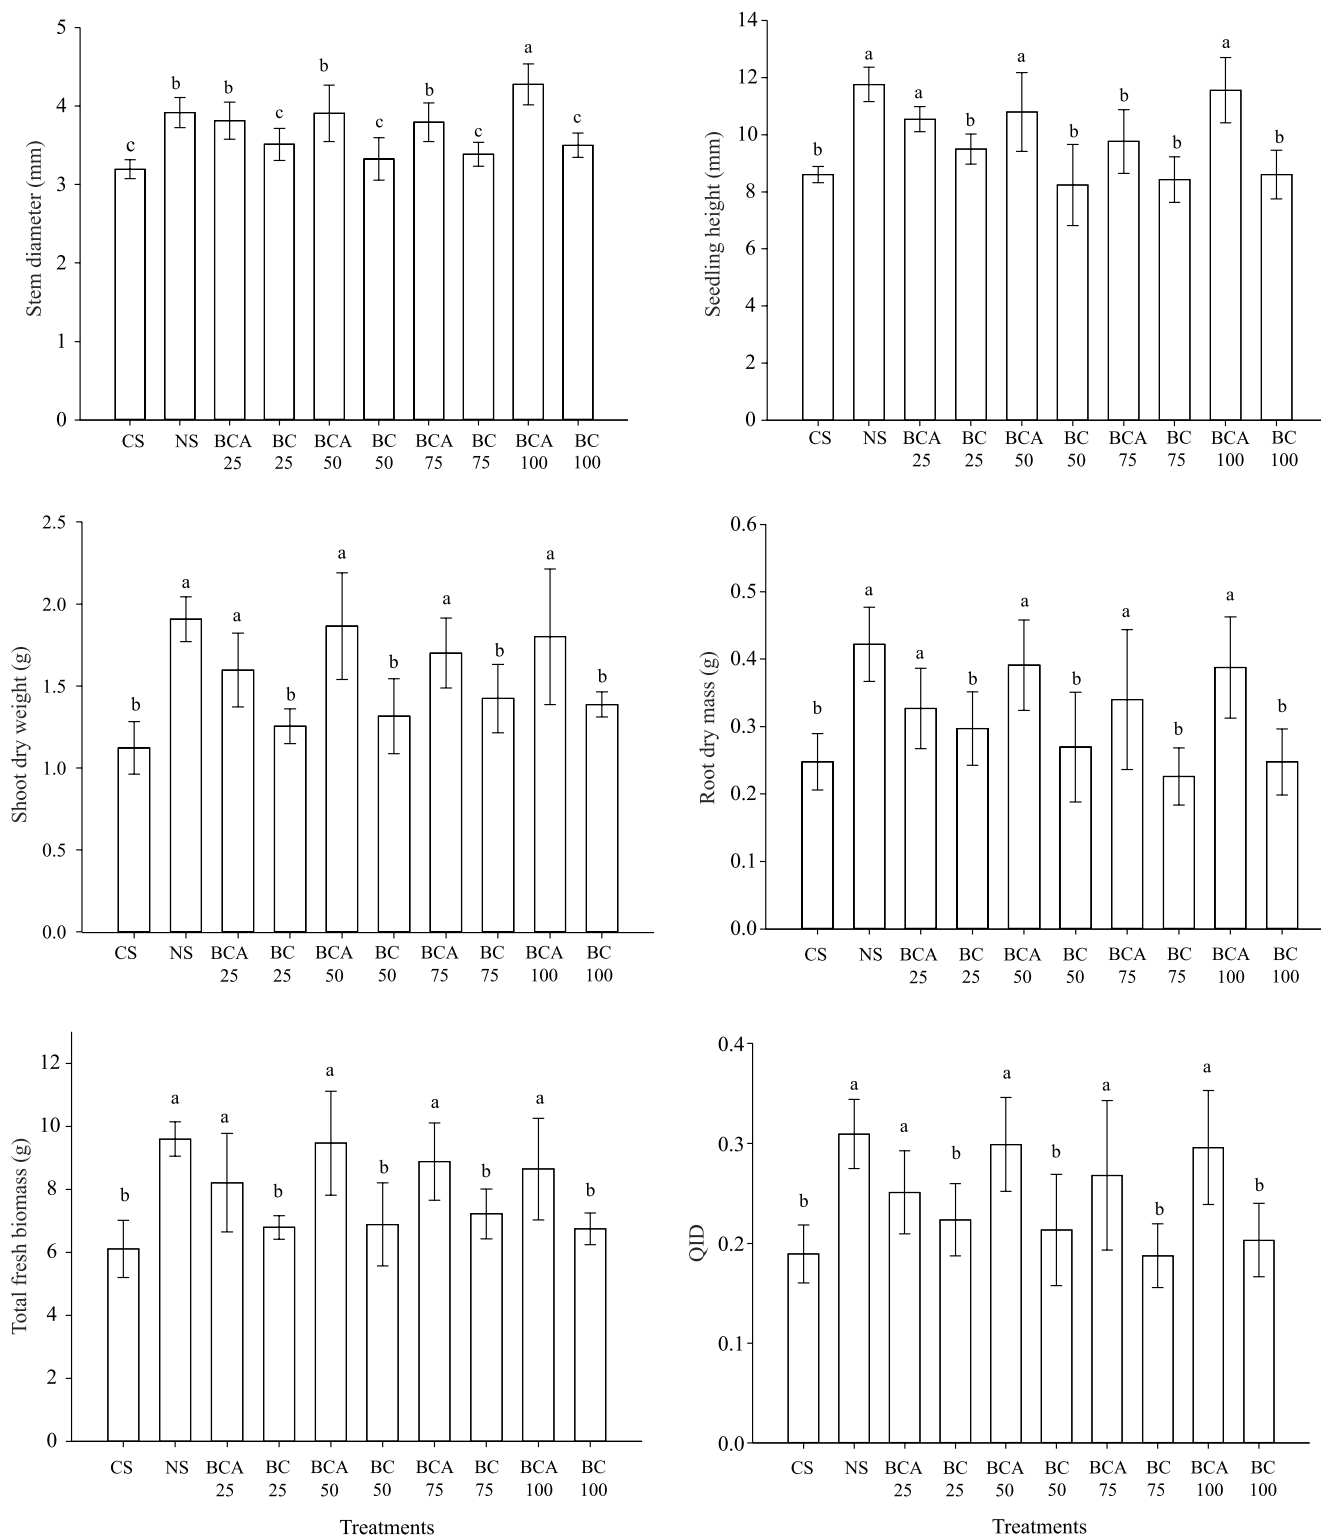 Stem diameter (mm)
5
4
3
2
1
0
c
b
b
c
b
c
b
c
a
c
CS NS BCA BC BCA BC BCA BC BCA BC
25 25 50 50 75 75 100 100
Seedling height (mm)
14
12
10
8
6
4
2
0
b
a
a
b
a
b
b
b
a
b
CS NS BCA BC BCA BC BCA BC BCA BC
25 25 50 50 75 75 100 100
Shoot dry weight (g)
2.5
2.0
1.5
1.0
0.5
0.0
b
a
a
b
a
b
a
b
a
b
CS NS BCA BC BCA BC BCA BC BCA BC
25 25 50 50 75 75 100 100
Root dry mass (g)
0.6
0.5
0.4
0.3
0.2
0.1
0.0
b
a
a
b
a
b
a
b
a
b
CS NS BCA BC BCA BC BCA BC BCA BC
25 25 50 50 75 75 100 100
Total fresh biomass (g)
12
10
8
6
4
2
0
b
a
a
b
a
b
a
b
a
b
CS NS BCA BC BCA BC BCA BC BCA BC
25 25 50 50 75 75 100 100
Treatments
QID
0.4
0.3
0.2
0.1
0.0
b
a
a
b
a
b
a
b
a
b
CS NS BCA BC BCA BC BCA BC BCA BC
25 25 50 50 75 75 100 100
Treatments